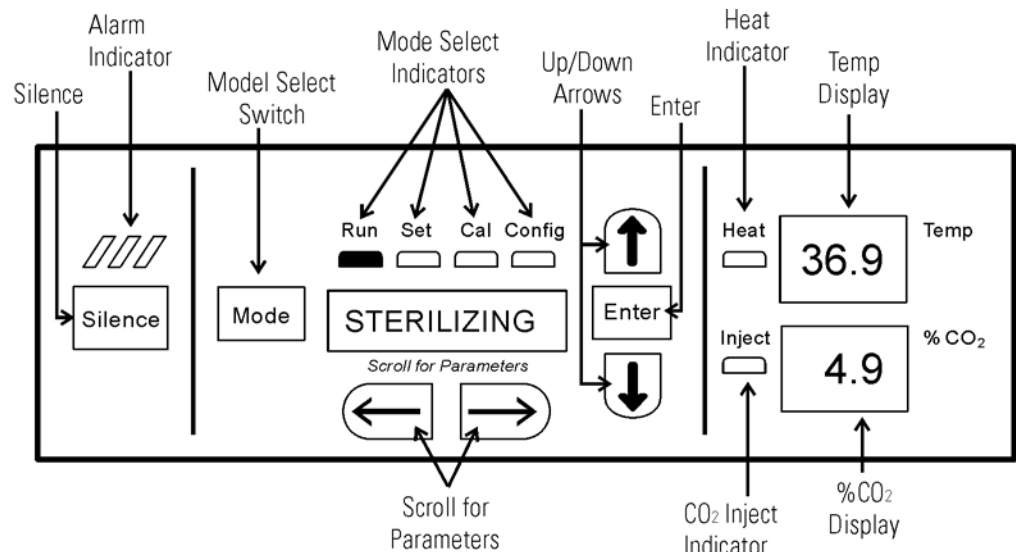 Alarm
Indicator
Silence
Model Select
Switch
Mode Select
Indicators
Up/Down
Arrows
Enter
Heat
Indicator
Temp
Display
Run Set Cal Config
Heat
36.9
Temp
Silence
Mode
STERILIZING
Enter
Inject
4.9
% CO₂
Scroll for Parameters
Scroll for
Parameters
CO₂ Inject
Indicator
%CO₂
Display